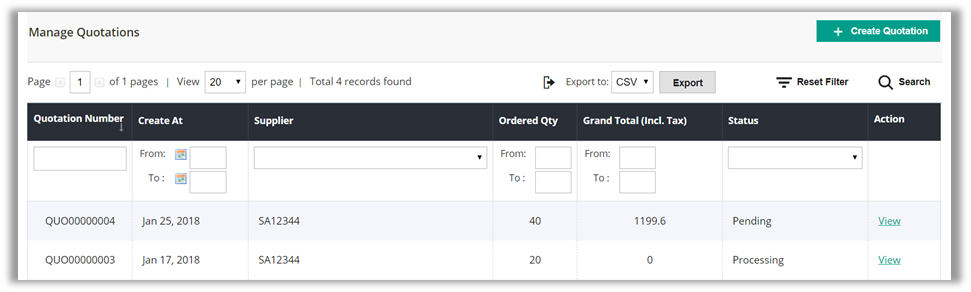 Manage Quotations
+ Create Quotation
Page 1 of 1 pages | View 20 per page | Total 4 records found
Export to: CSV Export Reset Filter Search
Quotation Number Create At Supplier Ordered Qty Grand Total (Incl. Tax) Status Action
From: From: From:
To : To : To :
QUO00000004 Jan 25, 2018 SA12344 40 1199.6 Pending View
QUO00000003 Jan 17, 2018 SA12344 20 0 Processing View